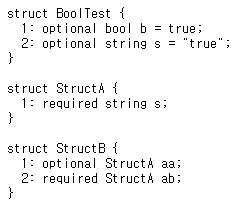 struct BoolTest {
  1: optional bool b = true;
  2: optional string s = "true";
}

struct StructA {
  1: required string s;
}

struct StructB {
  1: optional StructA aa;
  2: required StructA ab;
}